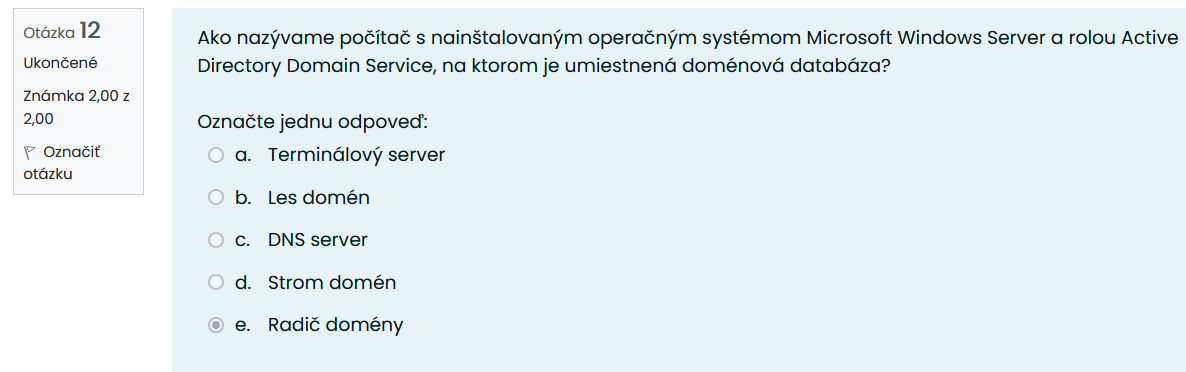 Otázka 12
Ukončené
Známka 2,00 z
2,00
Označiť
otázku
Ako nazývame počítač s nainštalovaným operačným systémom Microsoft Windows Server a rolou Active
Directory Domain Service, na ktorom je umiestnená doménová databáza?
Označte jednu odpoveď:
a. Terminálový server
b. Les domén
c. DNS server
d. Strom domén
e. Radič domény